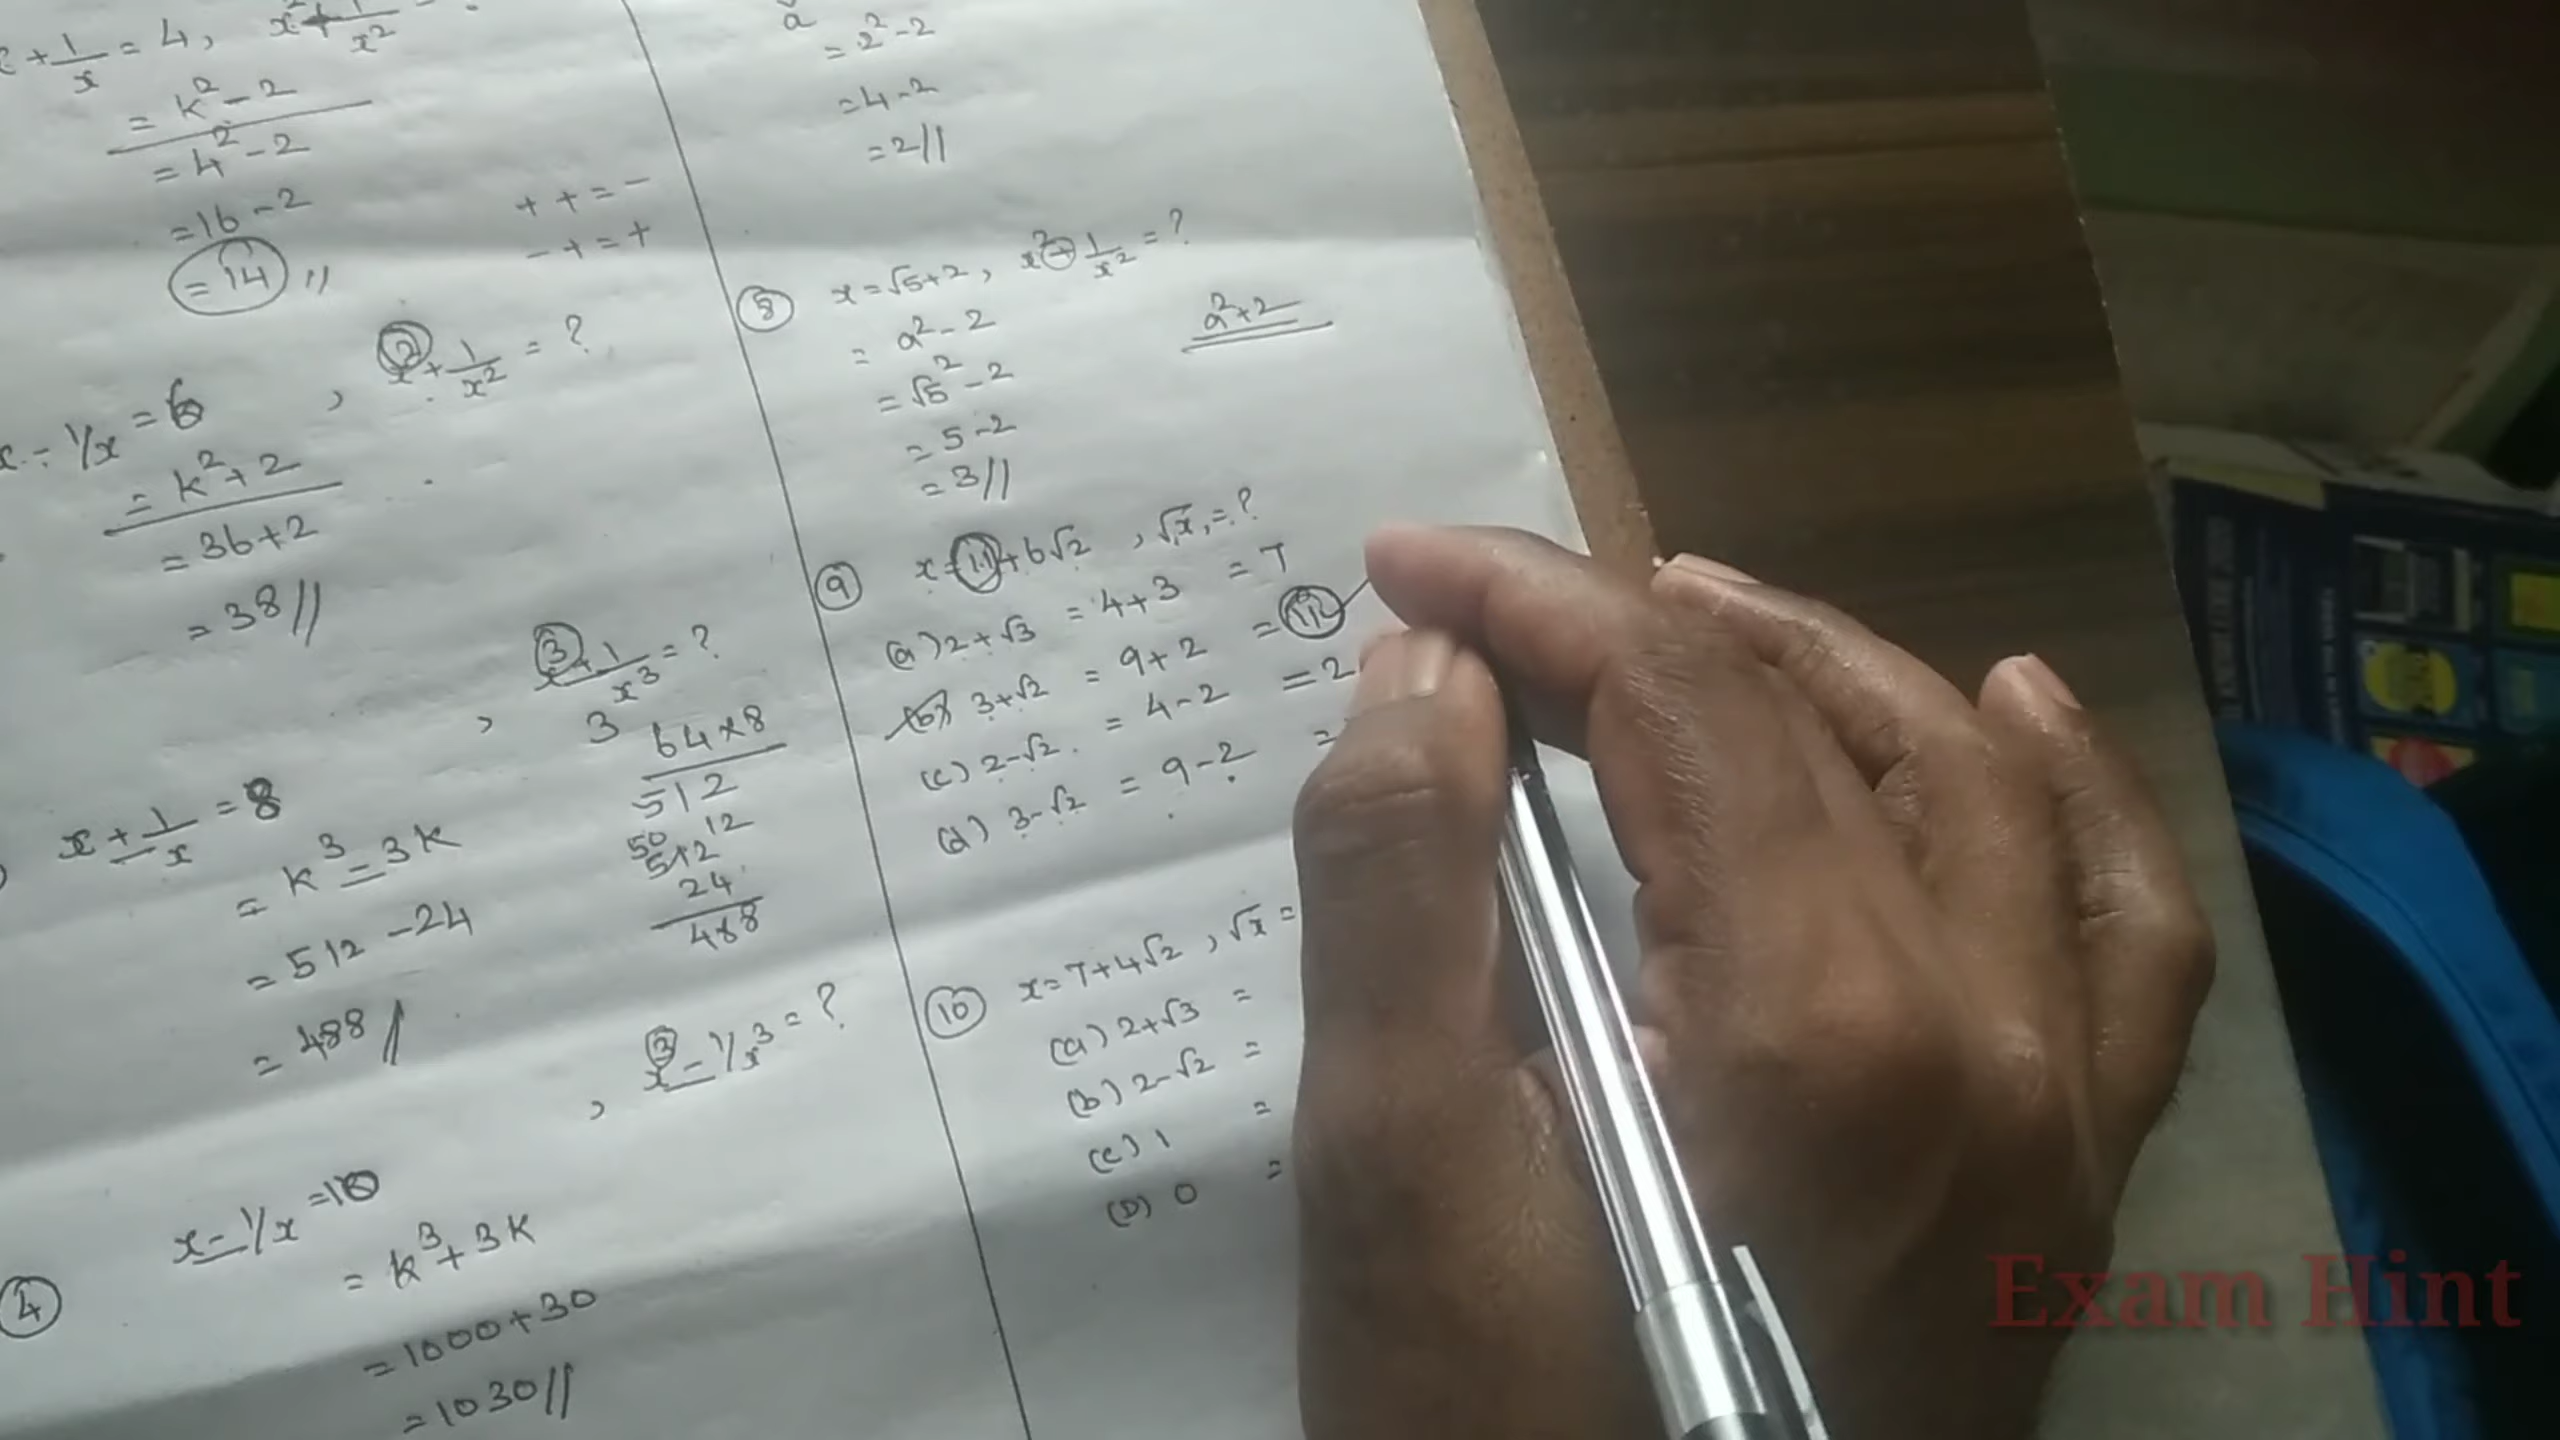 x + 1/x = 4, x² + 1/x² = ?
= k² - 2
= 4² - 2
= 16 - 2
= 14 //
+ + = -
- + = +
x - 1/x = 6, x² + 1/x² = ?
= k² + 2
= 36 + 2
= 38 //
x + 1/x = 8, x³ + 1/x³ = ?
3
64 × 8
512
= k³ - 3k
50 12
512
24
488
= 512 - 24
= 488 //
④ x - 1/x = 10, x³ - 1/x³ = ?
= k³ + 3k
= 1000 + 30
= 1030 //
a
= 2² - 2
= 4 - 2
= 2 //
⑧ x = √5 + 2, x² + 1/x² = ?
= a² - 2
a² + 2
= √5² - 2
= 5 - 2
= 3 //
⑨ x = 11 + 6√2, √x, = ?
(a) 2 + √3 = 4 + 3 = 7
(b) 3 + √2 = 9 + 2 = 11
(c) 2 - √2 = 4 - 2 = 2
(d) 3 - √2 = 9 - 2 =
⑩ x = 7 + 4√2, √x =
(a) 2 + √3 =
(b) 2 - √2 =
(c) 1 =
(D) 0 =
Exam Hint